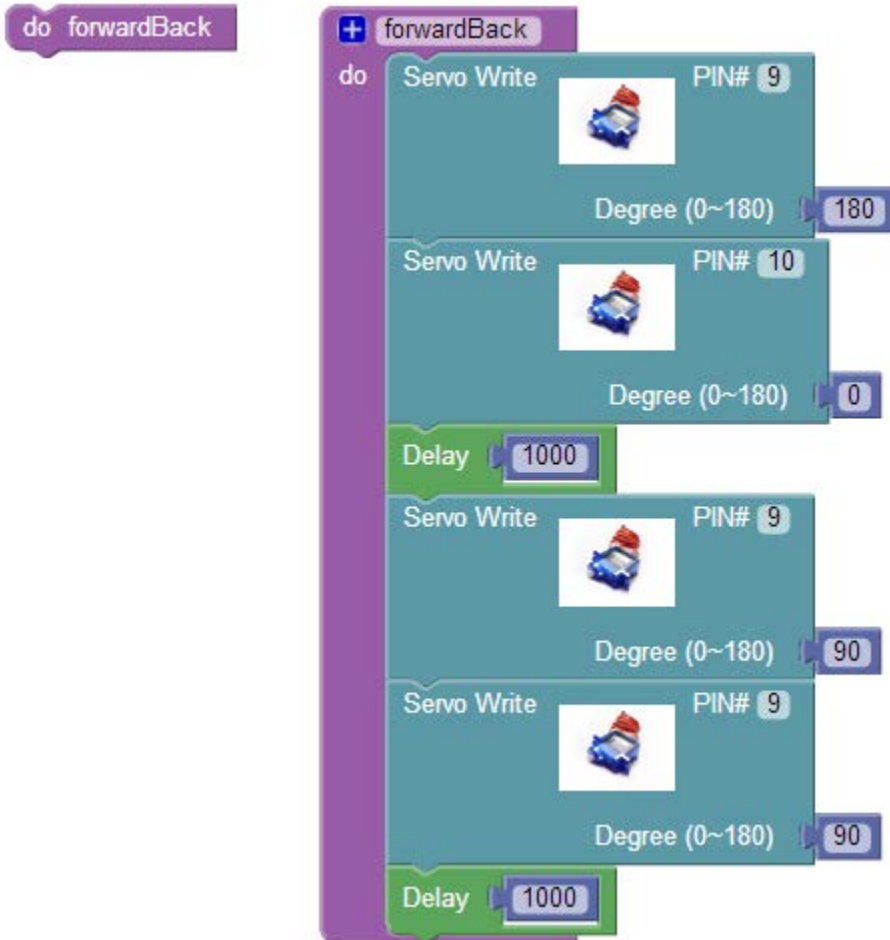 do forwardBack
forwardBack
do
Servo Write PIN# 9
Degree (0~180) 180
Servo Write PIN# 10
Degree (0~180) 0
Delay 1000
Servo Write PIN# 9
Degree (0~180) 90
Servo Write PIN# 9
Degree (0~180) 90
Delay 1000